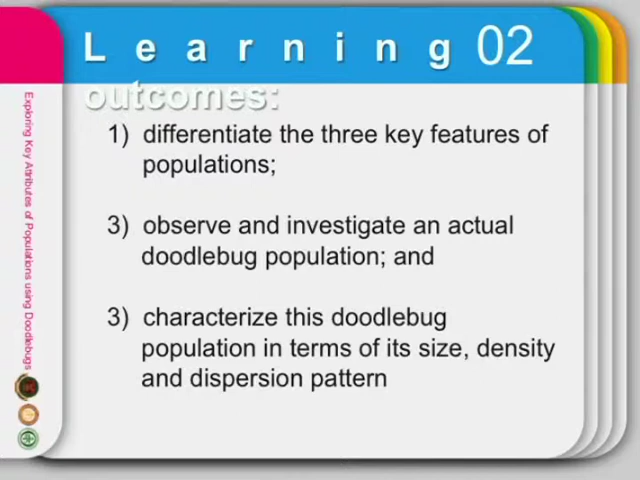 Learning 02
outcomes:
1) differentiate the three key features of
populations;
3) observe and investigate an actual
doodlebug population; and
3) characterize this doodlebug
population in terms of its size, density
and dispersion pattern
Exploring Key Attributes of Populations using Doodlebugs